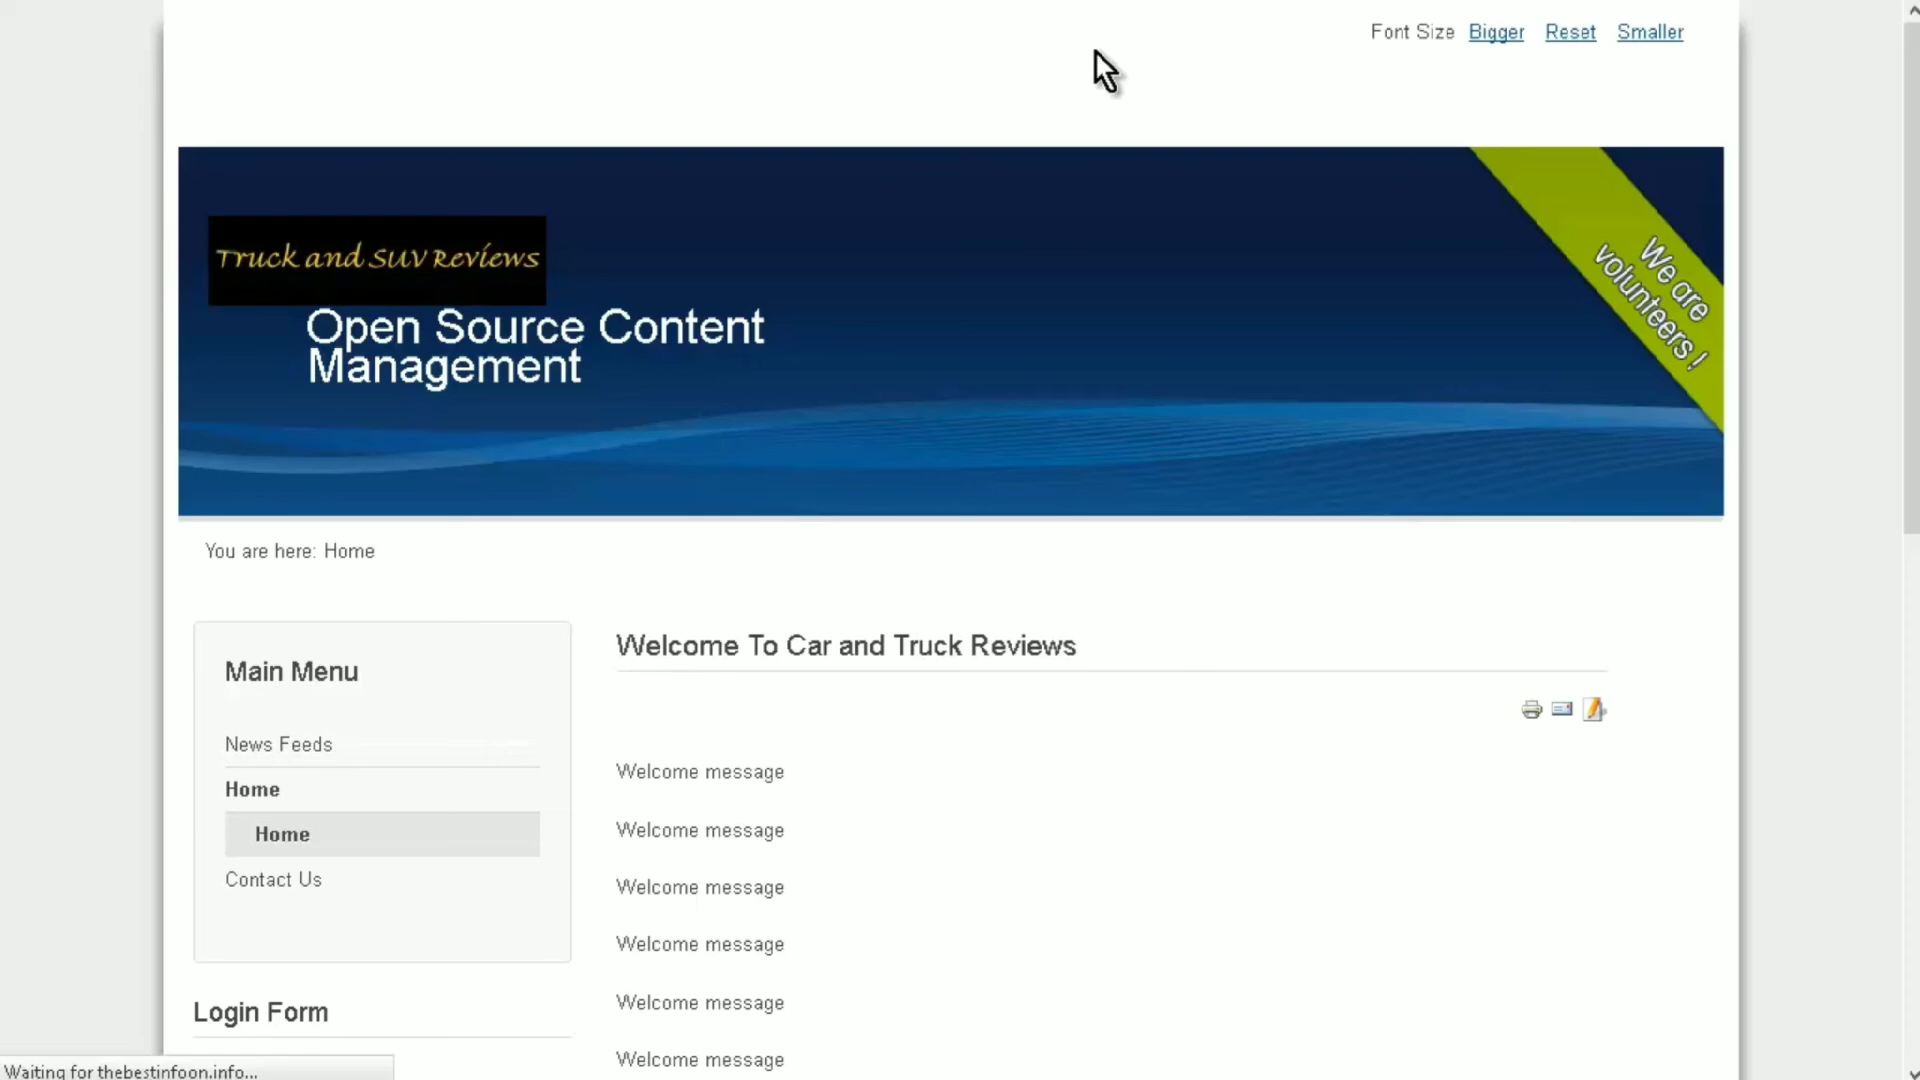 Font Size Bigger Reset Smaller
Truck and SUV Reviews
Open Source Content
Management
We are
volunteers !
You are here: Home
Main Menu
News Feeds
Home
Home
Contact Us
Login Form
Welcome To Car and Truck Reviews
Welcome message
Welcome message
Welcome message
Welcome message
Welcome message
Welcome message
Waiting for thebestinfoon.info...